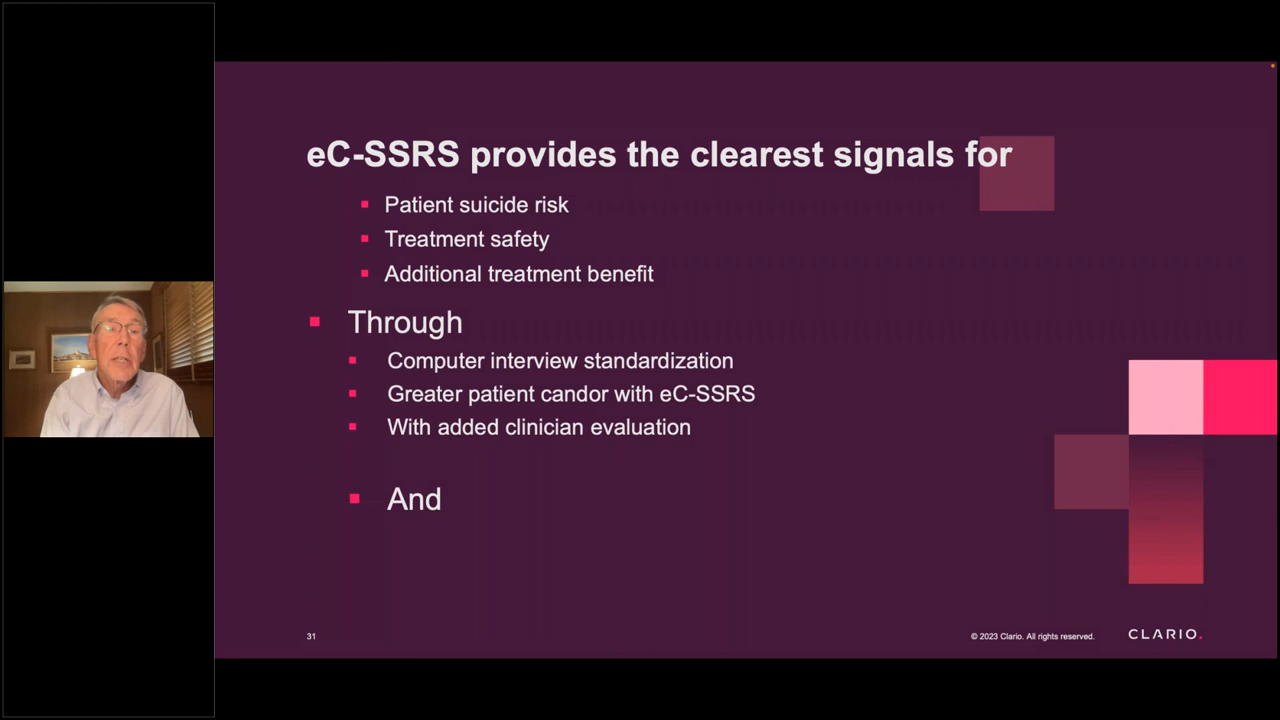 eC-SSRS provides the clearest signals for
Patient suicide risk
Treatment safety
Additional treatment benefit
Through
Computer interview standardization
Greater patient candor with eC-SSRS
With added clinician evaluation
And
31
© 2023 Clario. All rights reserved.
CLARIO.